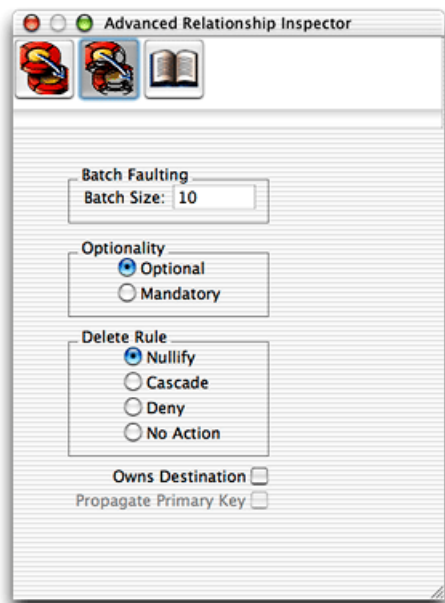 Advanced Relationship Inspector
Batch Faulting
Batch Size: 10
Optionality
Optional
Mandatory
Delete Rule
Nullify
Cascade
Deny
No Action
Owns Destination
Propagate Primary Key